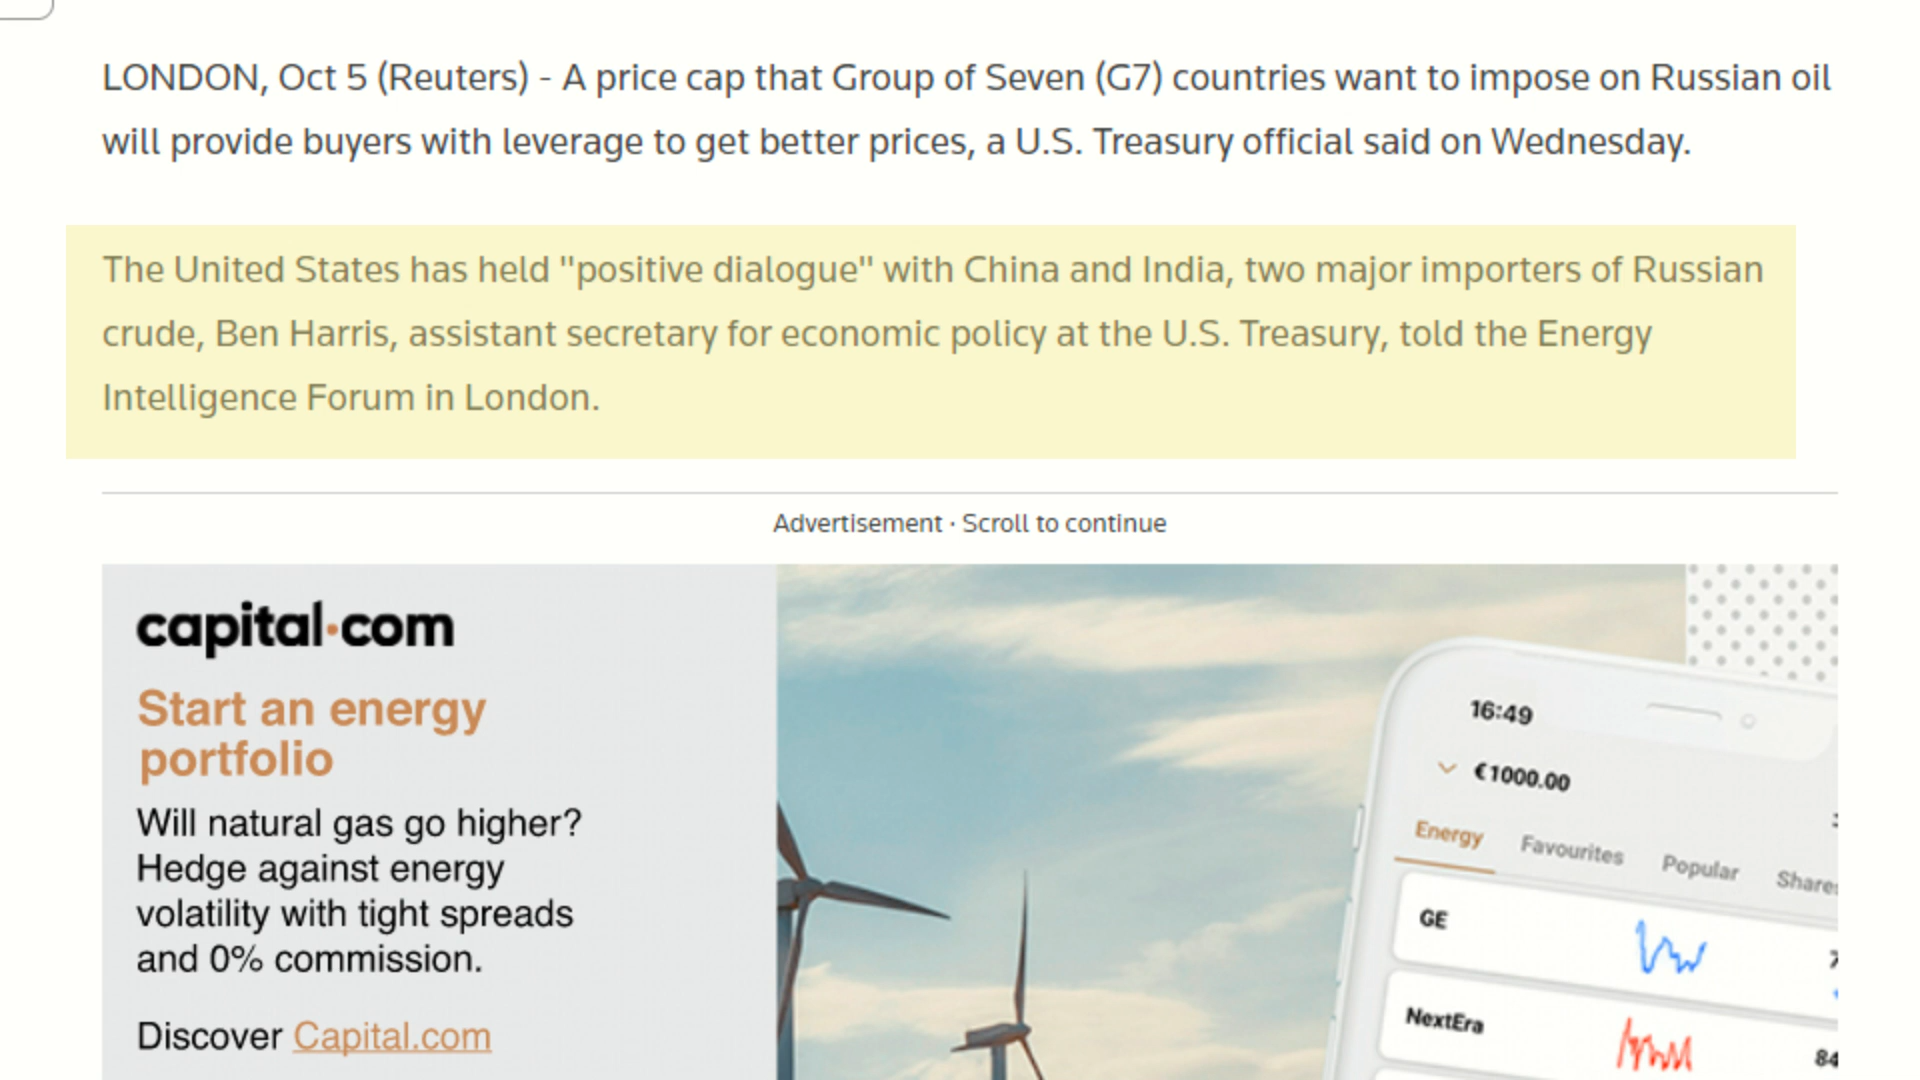 LONDON, Oct 5 (Reuters) - A price cap that Group of Seven (G7) countries want to impose on Russian oil
will provide buyers with leverage to get better prices, a U.S. Treasury official said on Wednesday.
The United States has held "positive dialogue" with China and India, two major importers of Russian
crude, Ben Harris, assistant secretary for economic policy at the U.S. Treasury, told the Energy
Intelligence Forum in London.
Advertisement · Scroll to continue
capital.com
Start an energy
portfolio
Will natural gas go higher?
Hedge against energy
volatility with tight spreads
and 0% commission.
Discover Capital.com
16:49
€1000.00
Energy Favourites Popular Shares
GE
NextEra
84